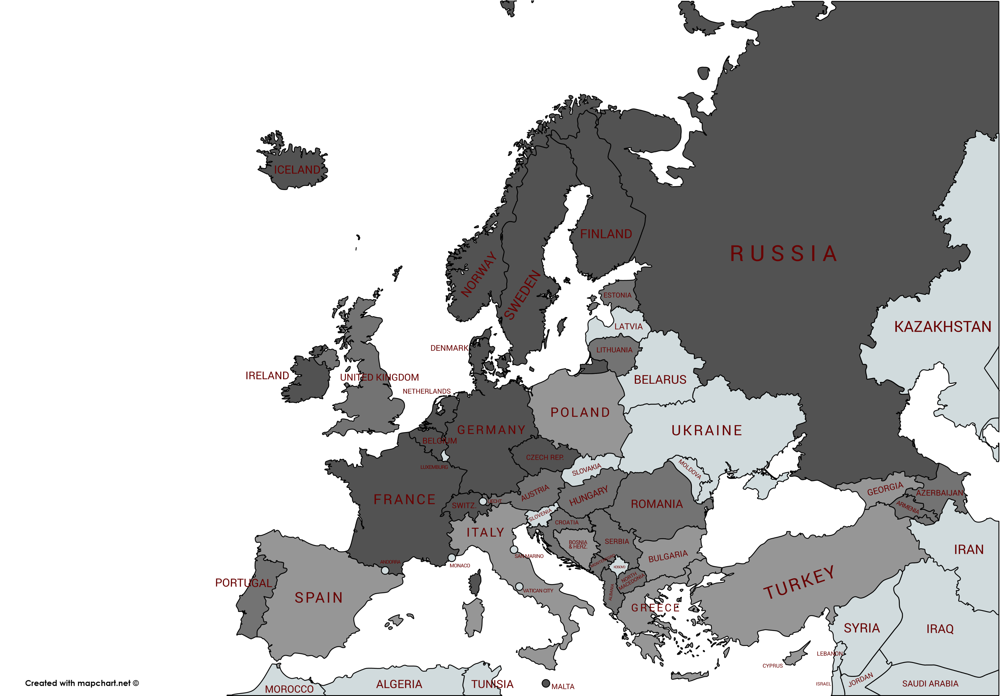 ICELAND
FINLAND
RUSSIA
NORWAY
SWEDEN
ESTONIA
LATVIA
KAZAKHSTAN
DENMARK
LITHUANIA
IRELAND
UNITED KINGDOM
BELARUS
NETHERLANDS
POLAND
GERMANY
UKRAINE
BELGIUM
CZECH REP.
LUXEMBURG
SLOVAKIA
MOLDOVA
FRANCE
SWITZ.
LIECHT.
AUSTRIA
HUNGARY
ROMANIA
GEORGIA
AZERBAIJAN
ARMENIA
SLOVENIA
CROATIA
ITALY
BOSNIA
& HERZ.
SERBIA
IRAN
SAN MARINO
MONTENEGRO
BULGARIA
ANDORRA
MONACO
KOSOVO
PORTUGAL
NORTH
MACEDONIA
TURKEY
SPAIN
VATICAN CITY
ALBANIA
GREECE
SYRIA
IRAQ
LEBANON
CYPRUS
Created with mapchart.net ©
MOROCCO
ALGERIA
TUNISIA
MALTA
ISRAEL
JORDAN
SAUDI ARABIA